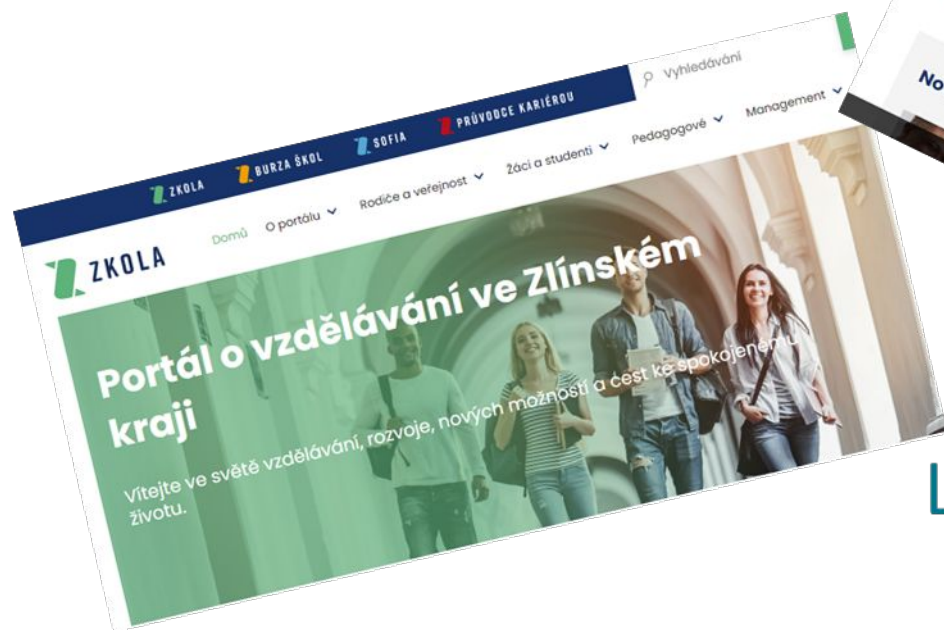 ZKOLA
BURZA ŠKOL
SOFIA
PRŮVODCE KARIÉROU
Vyhledávání
ZKOLA
Domů
O portálu
Rodiče a veřejnost
Žáci a studenti
Pedagogové
Management
Portál o vzdělávání ve Zlínském
kraji
Vítejte ve světě vzdělávání, rozvoje, nových možností a cest ke spokojenému
životu.
No
L